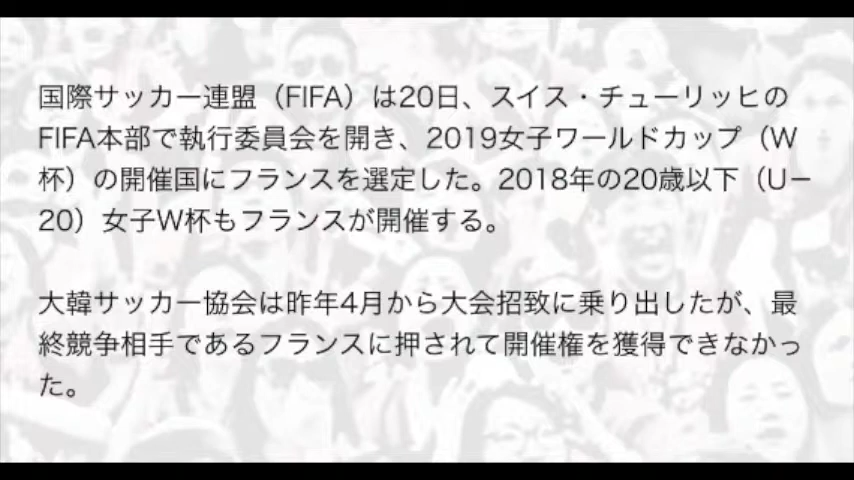 国際サッカー連盟（FIFA）は20日、スイス・チューリッヒの
FIFA本部で執行委員会を開き、2019女子ワールドカップ（W
杯）の開催国にフランスを選定した。2018年の20歳以下（U－
20）女子W杯もフランスが開催する。
大韓サッカー協会は昨年4月から大会招致に乗り出したが、最
終競争相手であるフランスに押されて開催権を獲得できなかっ
た。